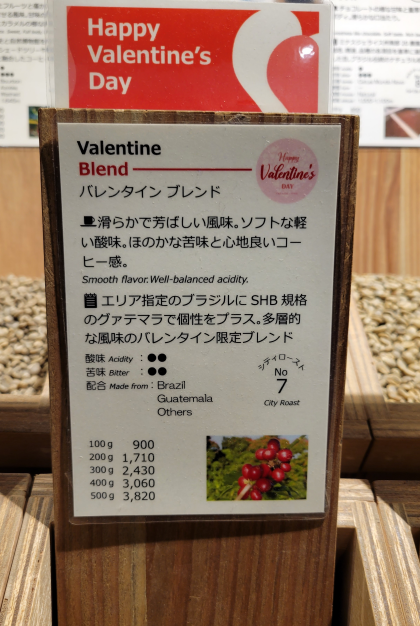 Happy
Valentine's
Day
Valentine
Blend
バレンタイン ブレンド
Happy
Valentine's
DAY
滑らかで芳ばしい風味。ソフトな軽
い酸味。ほのかな苦味と心地良いコー
ヒー感。
Smooth flavor.Well-balanced acidity.
エリア指定のブラジルに SHB 規格
のグァテマラで個性をプラス。多層的
な風味のバレンタイン限定ブレンド
酸味 Acidity : ●●
苦味 Bitter : ●●
配合 Made from : Brazil
Guatemala
Others
シティロースト
No
7
City Roast
100g 900
200g 1,710
300g 2,430
400g 3,060
500g 3,820